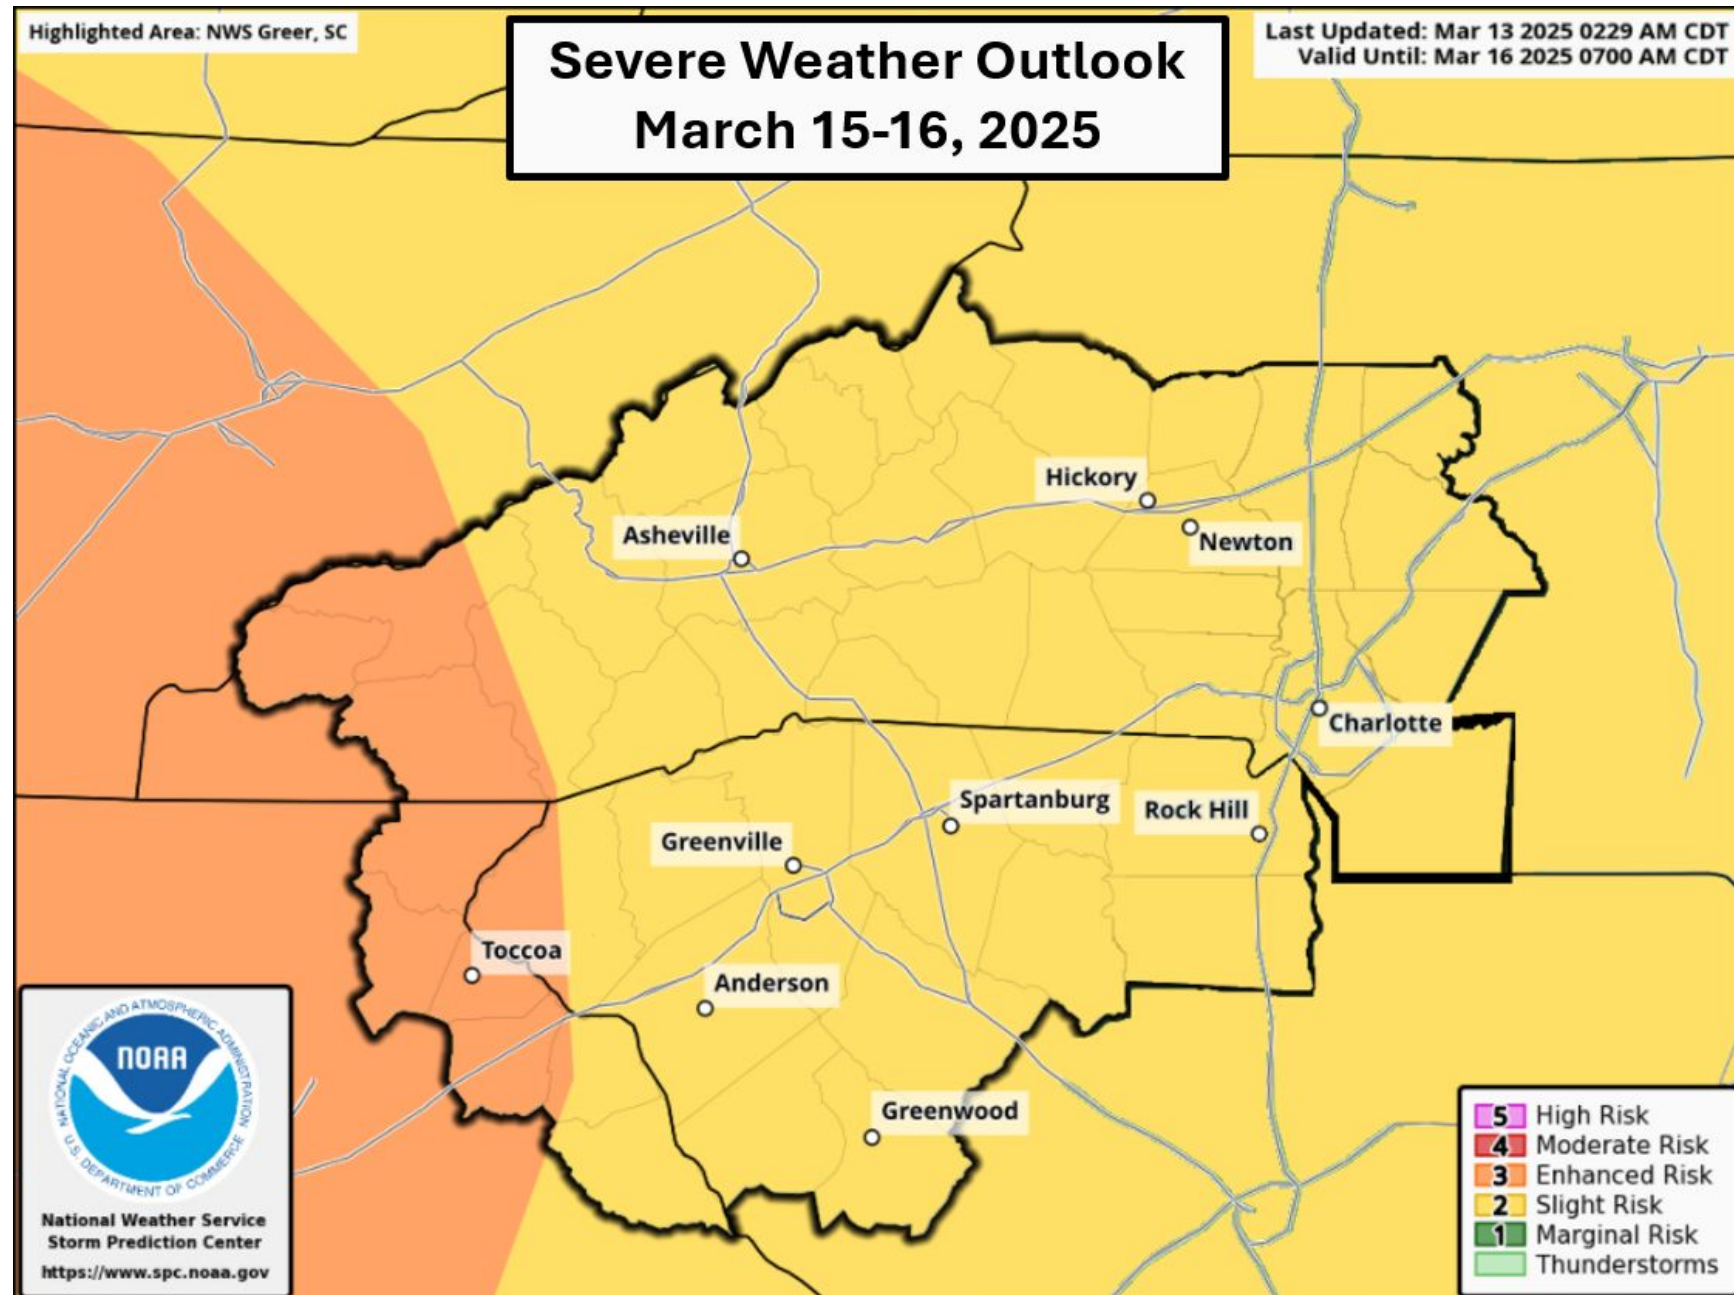 Highlighted Area: NWS Greer, SC
Severe Weather Outlook
March 15-16, 2025
Last Updated: Mar 13 2025 0229 AM CDT
Valid Until: Mar 16 2025 0700 AM CDT
Hickory
Newton
Asheville
Charlotte
Spartanburg
Rock Hill
Greenville
Toccoa
Anderson
Greenwood
NATIONAL OCEANIC AND ATMOSPHERIC ADMINISTRATION
NOAA
U.S. DEPARTMENT OF COMMERCE
National Weather Service
Storm Prediction Center
https://www.spc.noaa.gov
5 High Risk
4 Moderate Risk
3 Enhanced Risk
2 Slight Risk
1 Marginal Risk
Thunderstorms